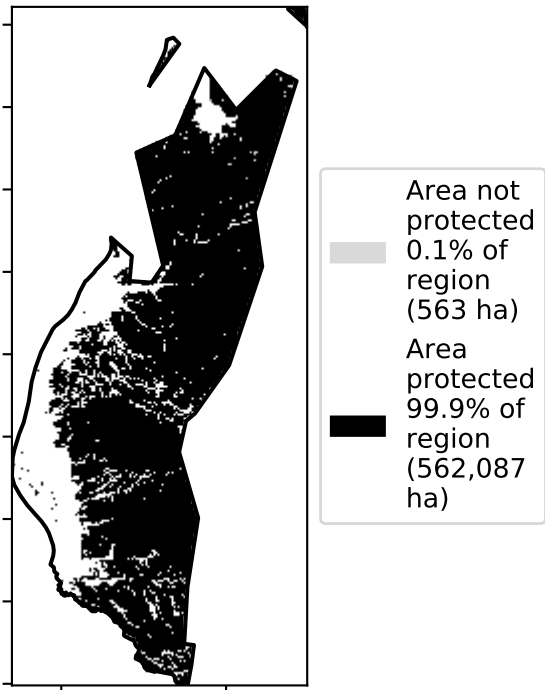 Area not
protected
0.1% of
region
(563 ha)
Area
protected
99.9% of
region
(562,087
ha)